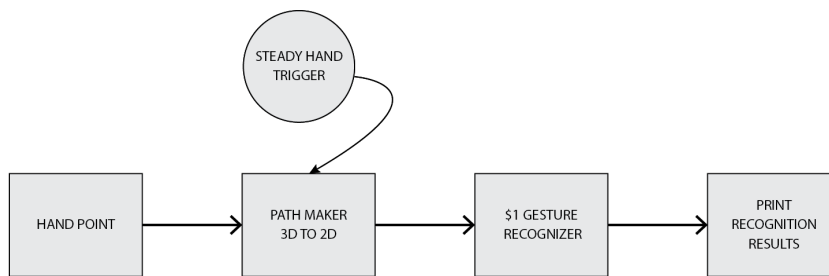 STEADY HAND
TRIGGER
HAND POINT
PATH MAKER
3D TO 2D
$1 GESTURE
RECOGNIZER
PRINT
RECOGNITION
RESULTS